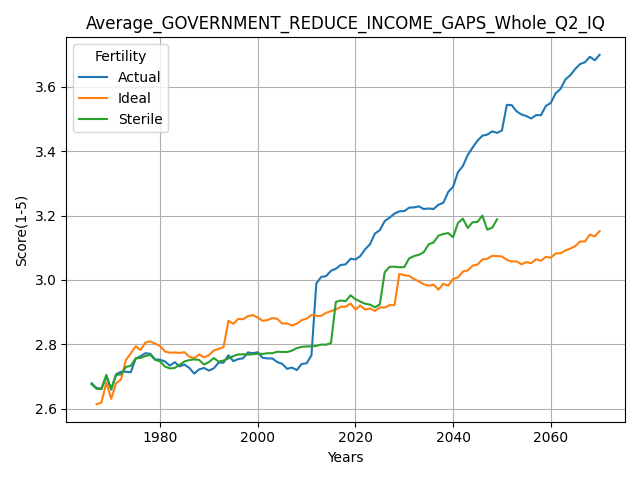 Average_GOVERNMENT_REDUCE_INCOME_GAPS_Whole_Q2_IQ
Fertility
Actual
Ideal
Sterile
Score(1-5)
3.6
3.4
3.2
3.0
2.8
2.6
1980 2000 2020 2040 2060
Years